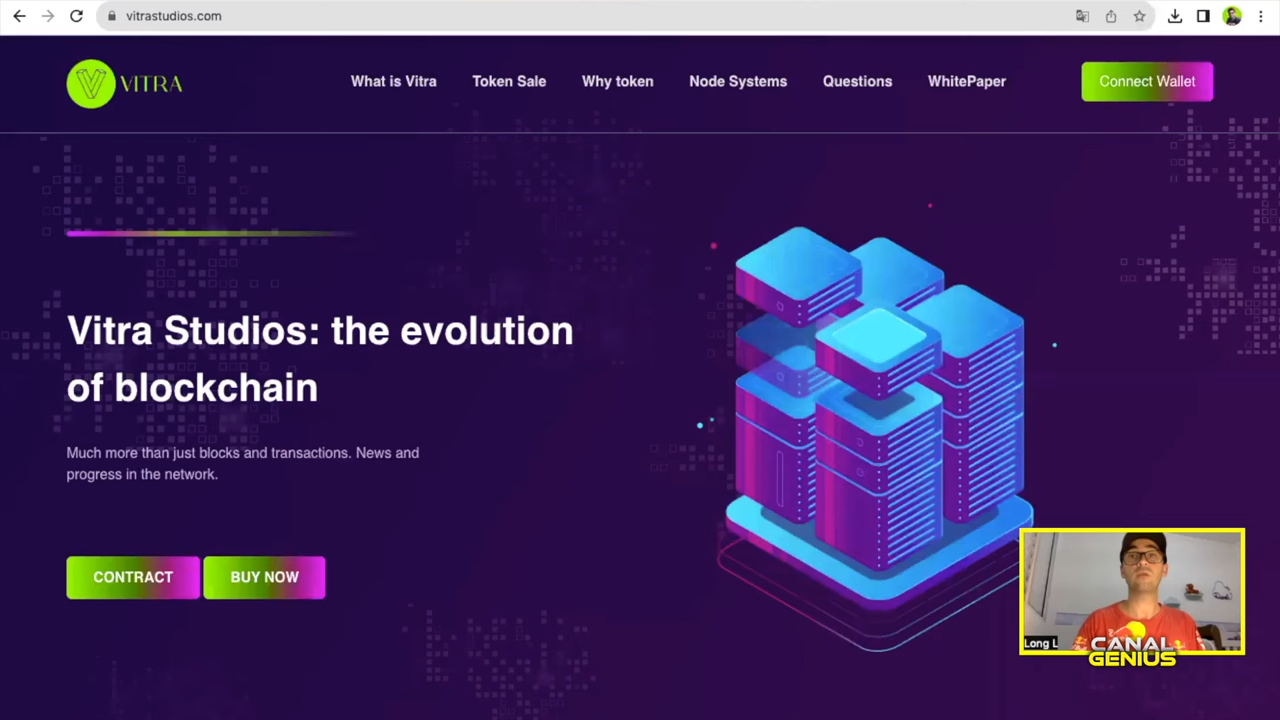 vitrastudios.com
VITRA
What is Vitra
Token Sale
Why token
Node Systems
Questions
WhitePaper
Connect Wallet
Vitra Studios: the evolution
of blockchain
Much more than just blocks and transactions. News and
progress in the network.
CONTRACT
BUY NOW
Long L
CANAL
GENIUS